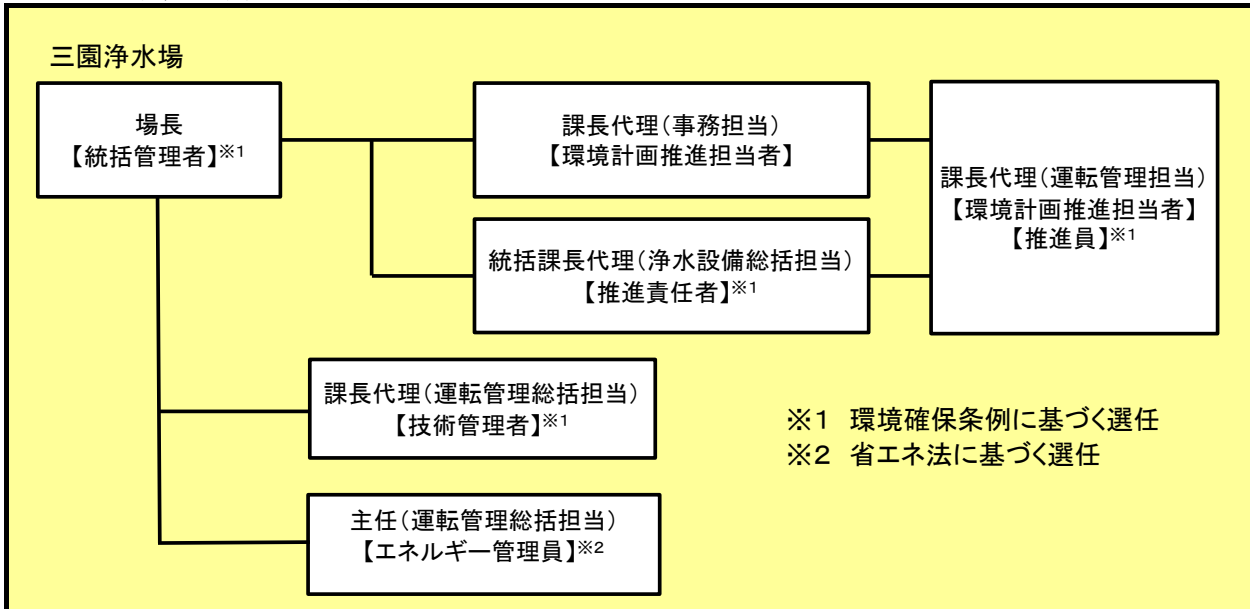 三園浄水場
場長
【統括管理者】※1
課長代理(事務担当)
【環境計画推進担当者】
統括課長代理(浄水設備総括担当)
【推進責任者】※1
課長代理(運転管理担当)
【環境計画推進担当者】
【推進員】※1
課長代理(運転管理総括担当)
【技術管理者】※1
主任(運転管理総括担当)
【エネルギー管理員】※2
※1 環境確保条例に基づく選任
※2 省エネ法に基づく選任